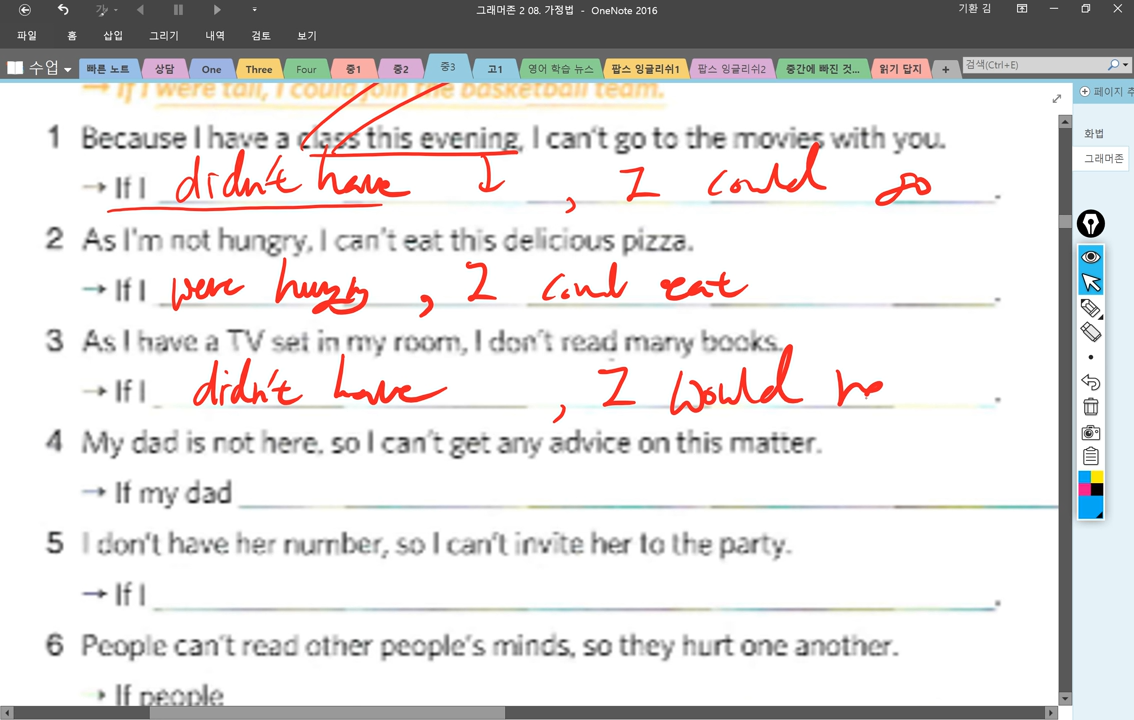 그래머존 2 08. 가정법 - OneNote 2016
기환 김
파일 홈 삽입 그리기 내역 검토 보기
수업 빠른 노트 상담 One Three Four 중1 중2 중3 고1 영어 학습 뉴스 팝스 잉글리쉬1 팝스 잉글리쉬2 중간에 빠진 것... 읽기 답지 + 검색(Ctrl+E)
페이지 추
화법
그래머존
→ If I were tall, I could join the basketball team.
1 Because I have a class this evening, I can't go to the movies with you.
→ If I didn't have , I could go .
2 As I'm not hungry, I can't eat this delicious pizza.
→ If I were hungry , I could eat .
3 As I have a TV set in my room, I don't read many books.
→ If I didn't have , I would re .
4 My dad is not here, so I can't get any advice on this matter.
→ If my dad
5 I don't have her number, so I can't invite her to the party.
→ If I .
6 People can't read other people's minds, so they hurt one another.
→ If people